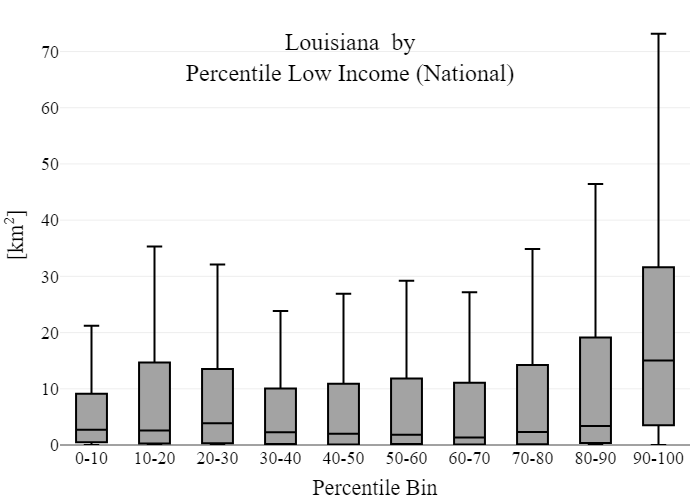 Louisiana by
Percentile Low Income (National)
[km²]
70
60
50
40
30
20
10
0
0-10 10-20 20-30 30-40 40-50 50-60 60-70 70-80 80-90 90-100
Percentile Bin